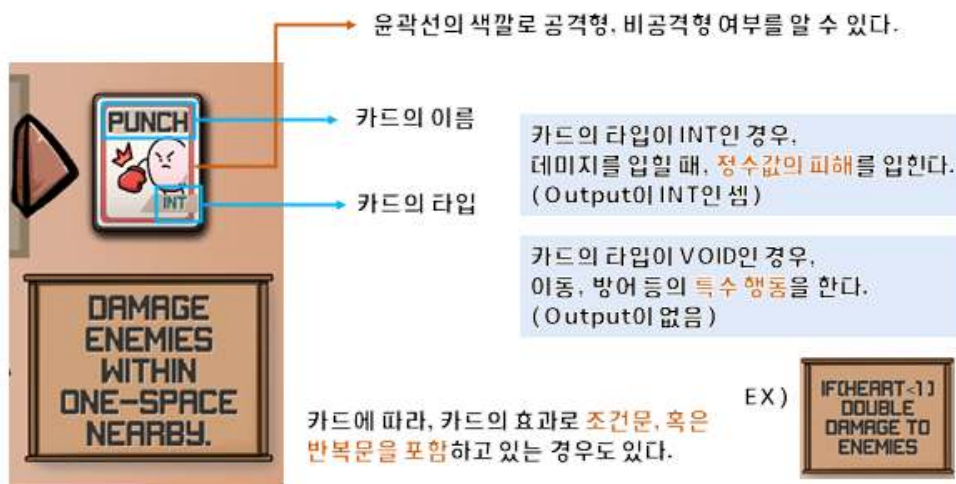 윤곽선의 색깔로 공격형, 비공격형 여부를 알 수 있다.
PUNCH
INT
카드의 이름
카드의 타입
카드의 타입이 INT인 경우,
데미지를 입힐 때, 정수값의 피해를 입힌다.
(Output이 INT인 셈)
카드의 타입이 VOID인 경우,
이동, 방어 등의 특수 행동을 한다.
(Output이 없음)
DAMAGE
ENEMIES
WITHIN
ONE-SPACE
NEARBY.
카드에 따라, 카드의 효과로 조건문, 혹은
반복문을 포함하고 있는 경우도 있다.
EX)
IF(HEART<1)
DOUBLE
DAMAGE TO
ENEMIES